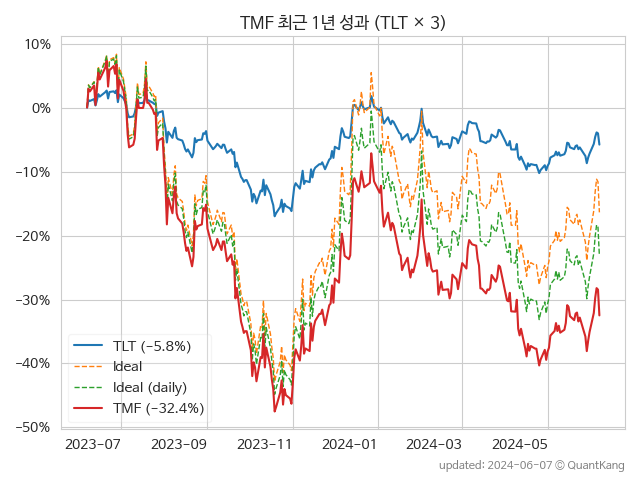 TMF 최근 1년 성과 (TLT × 3)
10%
0%
−10%
−20%
−30%
−40%
−50%
TLT (−5.8%)
Ideal
Ideal (daily)
TMF (−32.4%)
2023-07 2023-09 2023-11 2024-01 2024-03 2024-05
updated: 2024-06-07 © QuantKang